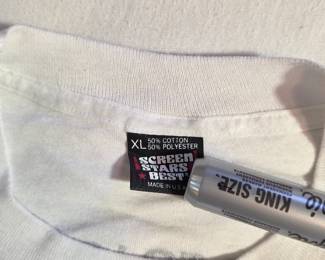 XL 50% COTTON
50% POLYESTER
SCREEN
STARS
BEST
MADE IN U.S.A
KING SIZE